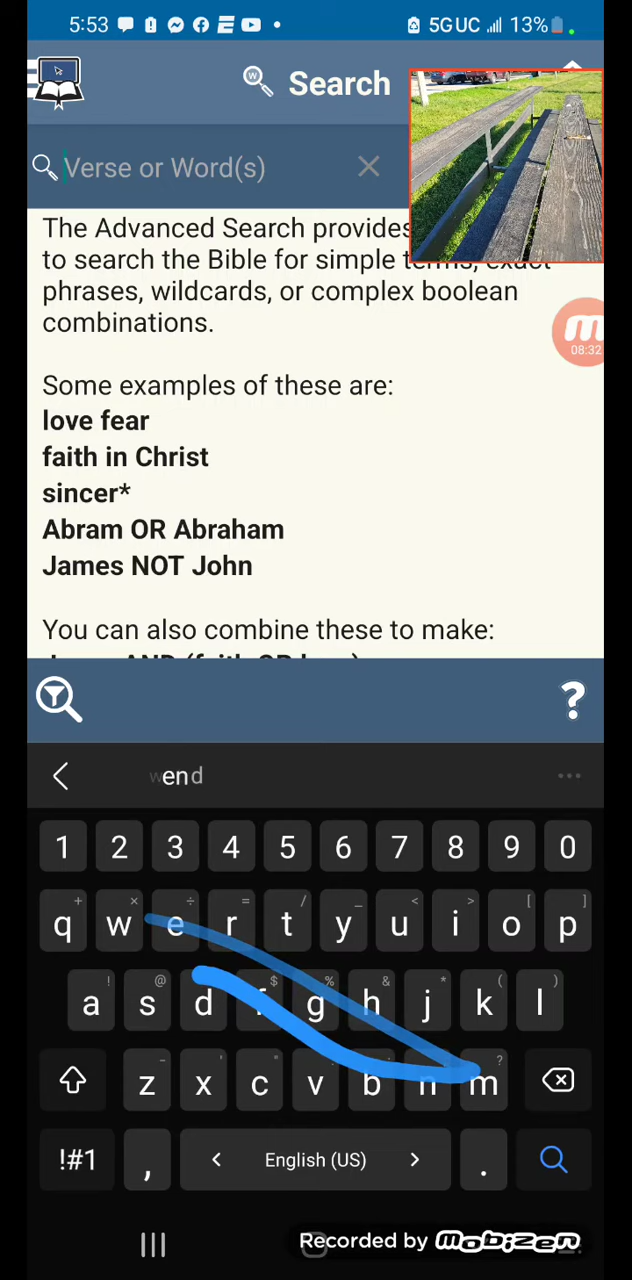 5:53
5G UC 13%
Search
Verse or Word(s)
The Advanced Search provides
to search the Bible for simple terms, exact
phrases, wildcards, or complex boolean
combinations.
08:32
Some examples of these are:
love fear
faith in Christ
sincer*
Abram OR Abraham
James NOT John
You can also combine these to make:
?
wend
1 2 3 4 5 6 7 8 9 0
+ × ÷ = / _ < > [ ]
q w e r t y u i o p
! @ $ % & * ( )
a s d f g h j k l
- ' " : ; ?
z x c v b n m
!#1 , < English (US) > .
Recorded by mobizen